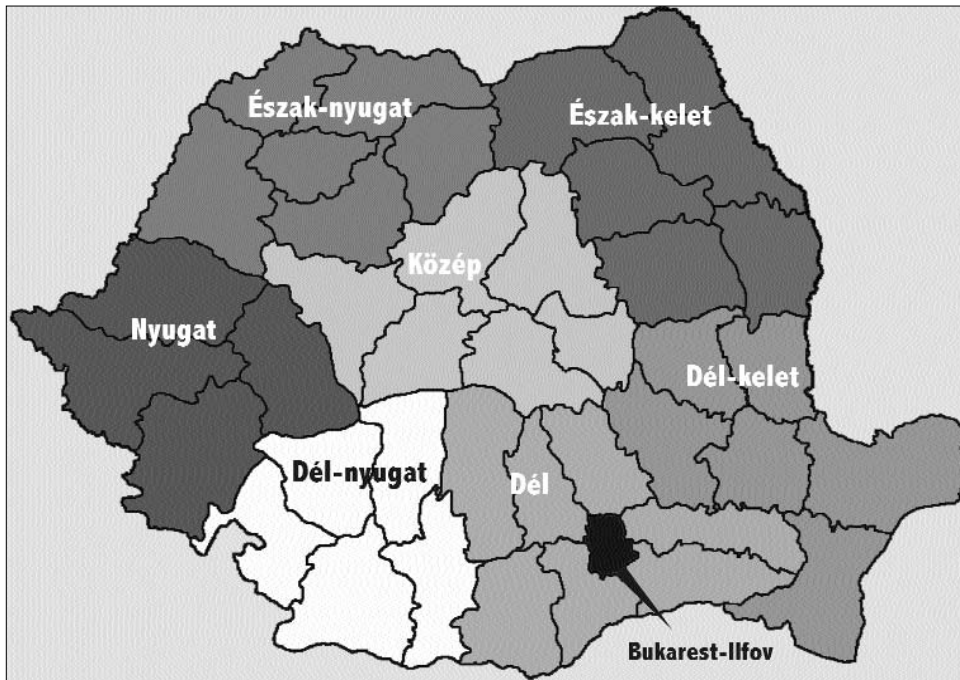 Észak-nyugat
Észak-kelet
Közép
Nyugat
Dél-kelet
Dél-nyugat
Dél
Bukarest-Ilfov